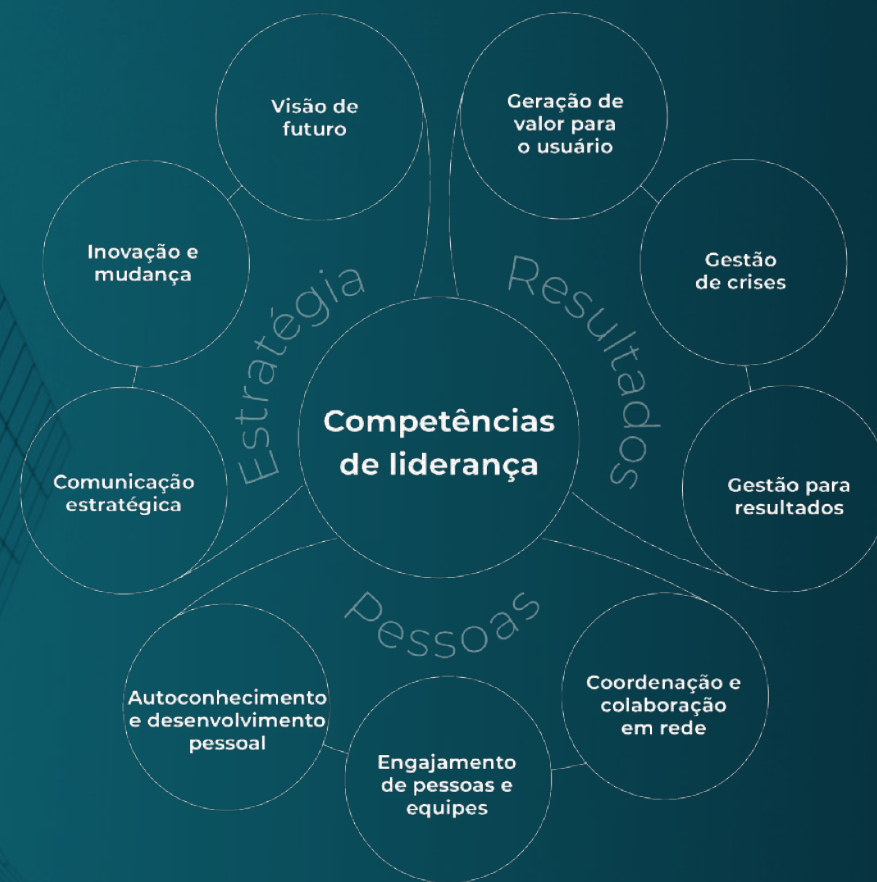 Visão de
futuro
Geração de
valor para
o usuário
Inovação e
mudança
Gestão
de crises
Estratégia
Resultados
Competências
de liderança
Comunicação
estratégica
Gestão para
resultados
Pessoas
Autoconhecimento
e desenvolvimento
pessoal
Engajamento
de pessoas e
equipes
Coordenação e
colaboração
em rede